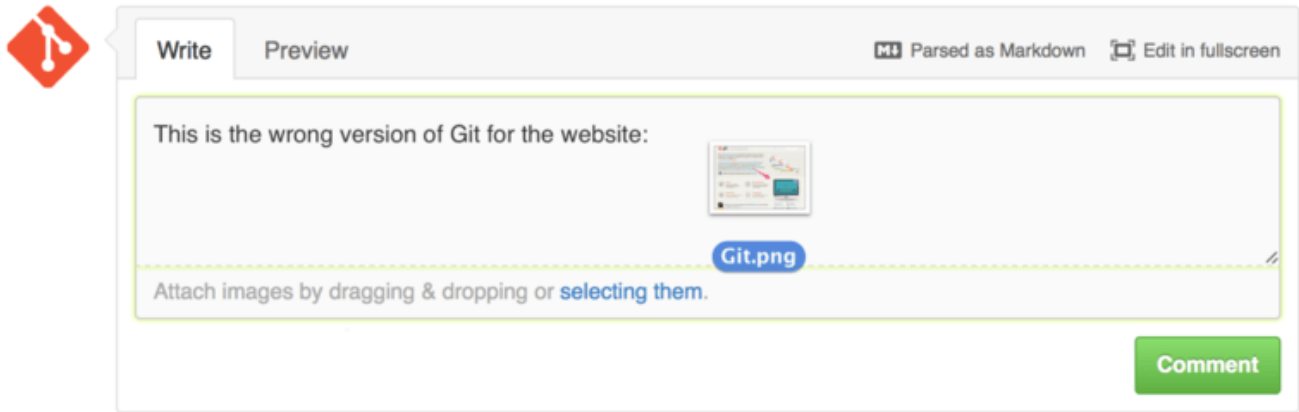 Write
Preview
Parsed as Markdown
Edit in fullscreen
This is the wrong version of Git for the website:
Git.png
Attach images by dragging & dropping or selecting them.
Comment